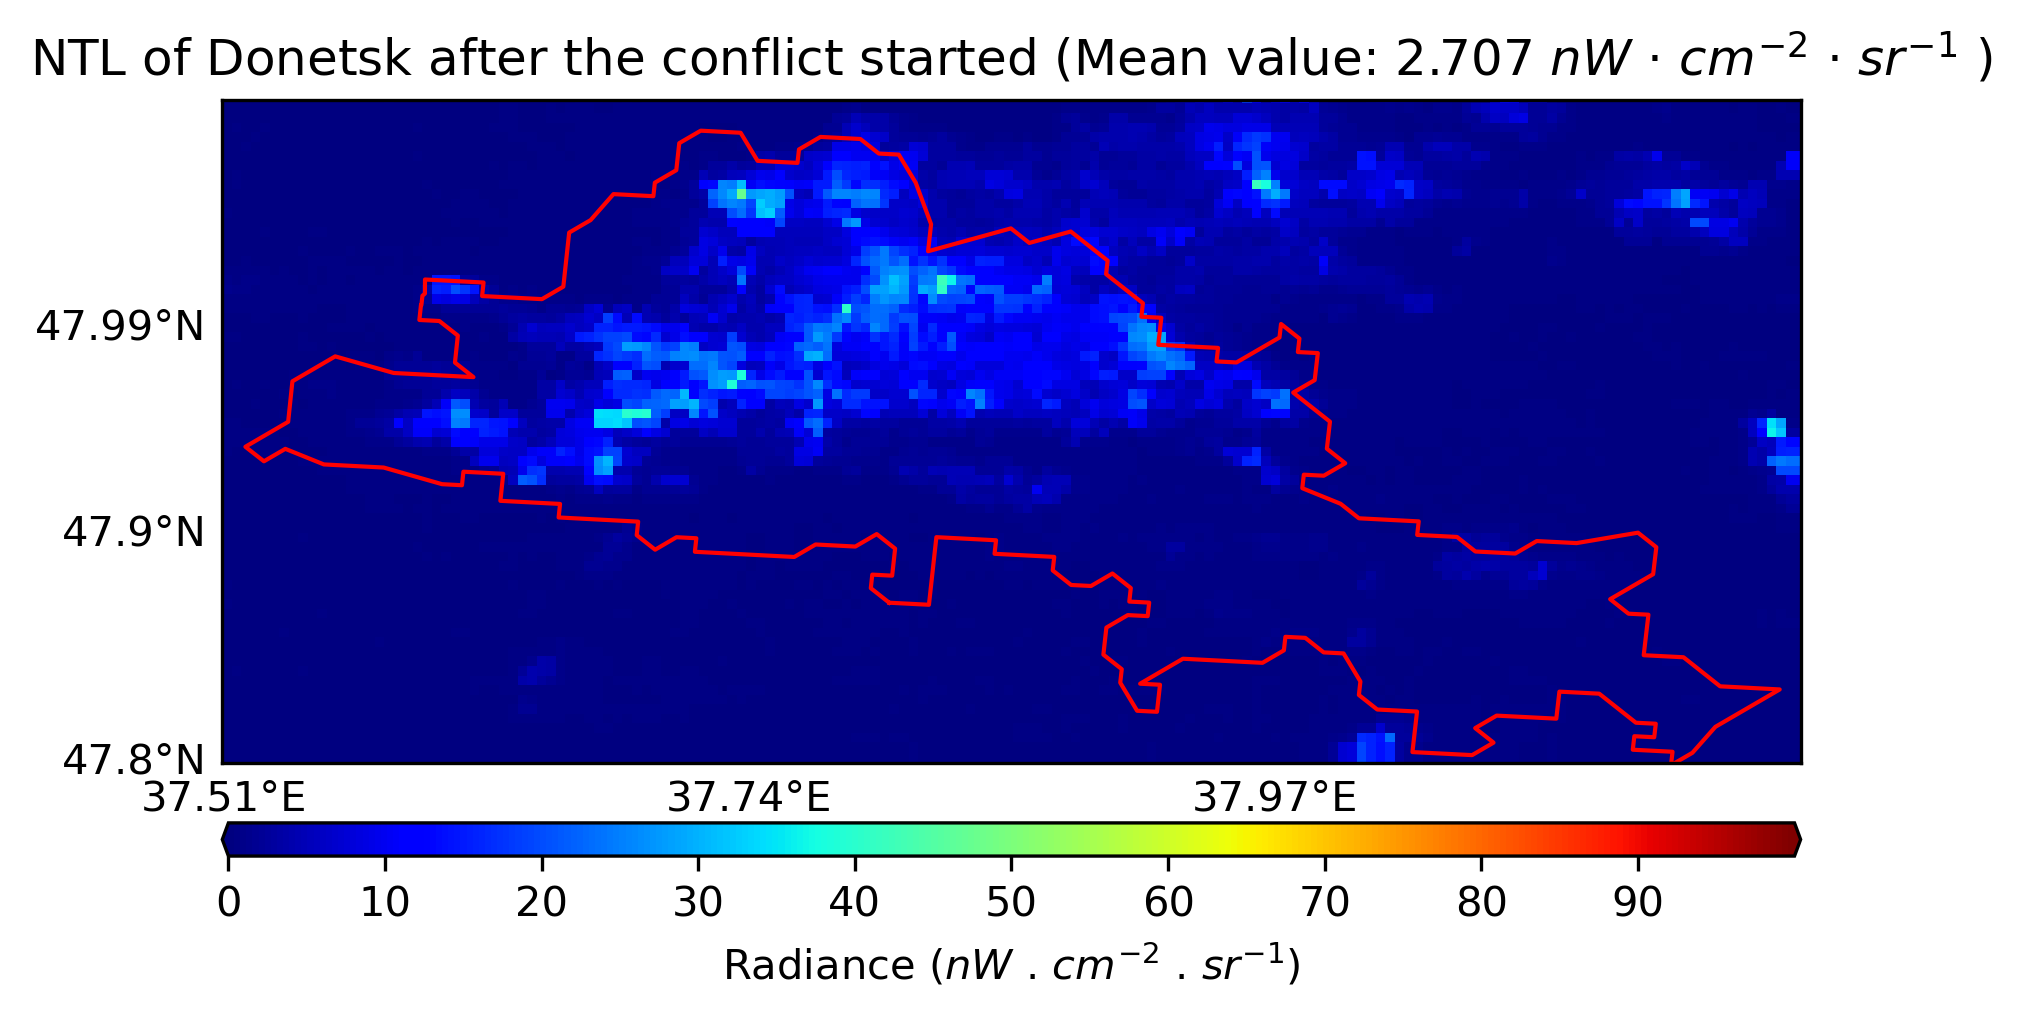 NTL of Donetsk after the conflict started (Mean value: 2.707 nW · cm⁻² · sr⁻¹ )
47.99°N
47.9°N
47.8°N
37.51°E 37.74°E 37.97°E
0 10 20 30 40 50 60 70 80 90
Radiance (nW . cm⁻² . sr⁻¹)